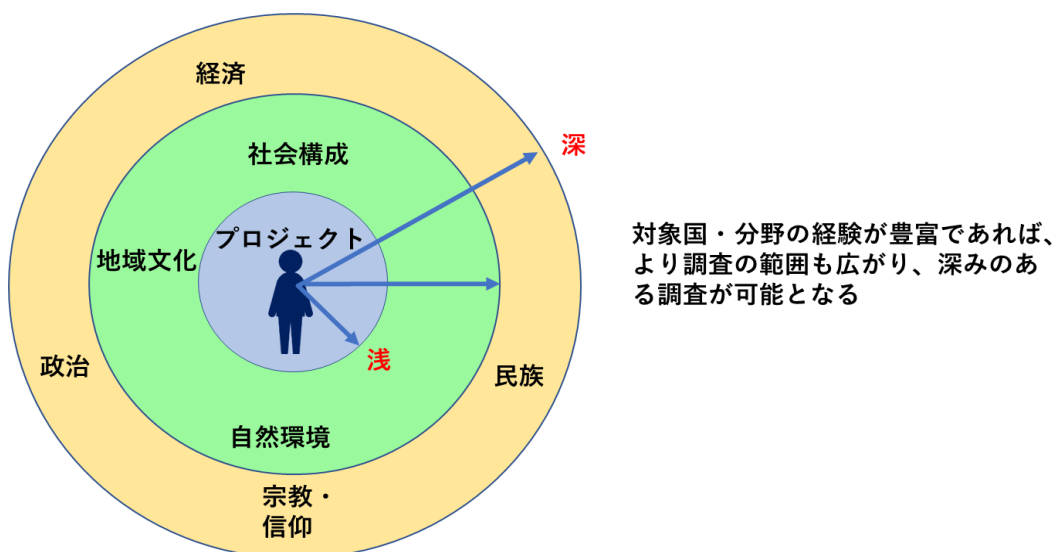 経済
深
社会構成
プロジェクト
地域文化
浅
政治
民族
自然環境
宗教・
信仰
対象国・分野の経験が豊富であれば、
より調査の範囲も広がり、深みのあ
る調査が可能となる